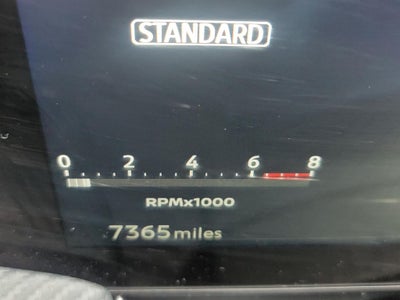 STANDARD
0 2 4 6 8
RPMx1000
7365 miles